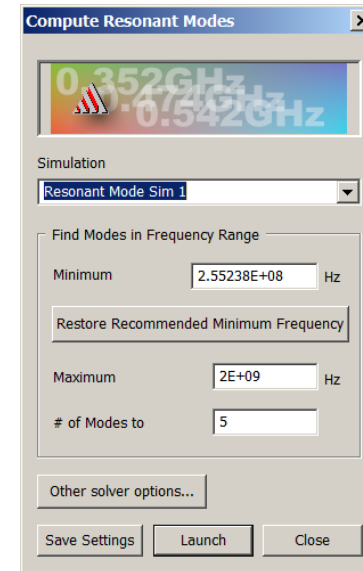 Compute Resonant Modes
0.352GHz
0.474GHz
0.542GHz
Simulation
Resonant Mode Sim 1
Find Modes in Frequency Range
Minimum 2.55238E+08 Hz
Restore Recommended Minimum Frequency
Maximum 2E+09 Hz
# of Modes to 5
Other solver options...
Save Settings Launch Close